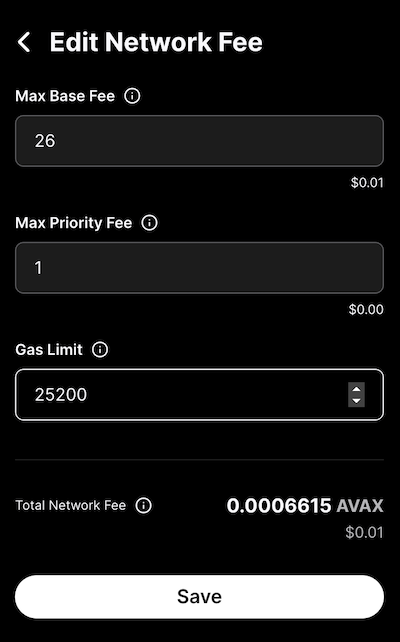 Edit Network Fee
Max Base Fee
26
$0.01
Max Priority Fee
1
$0.00
Gas Limit
25200
Total Network Fee 0.0006615 AVAX
$0.01
Save